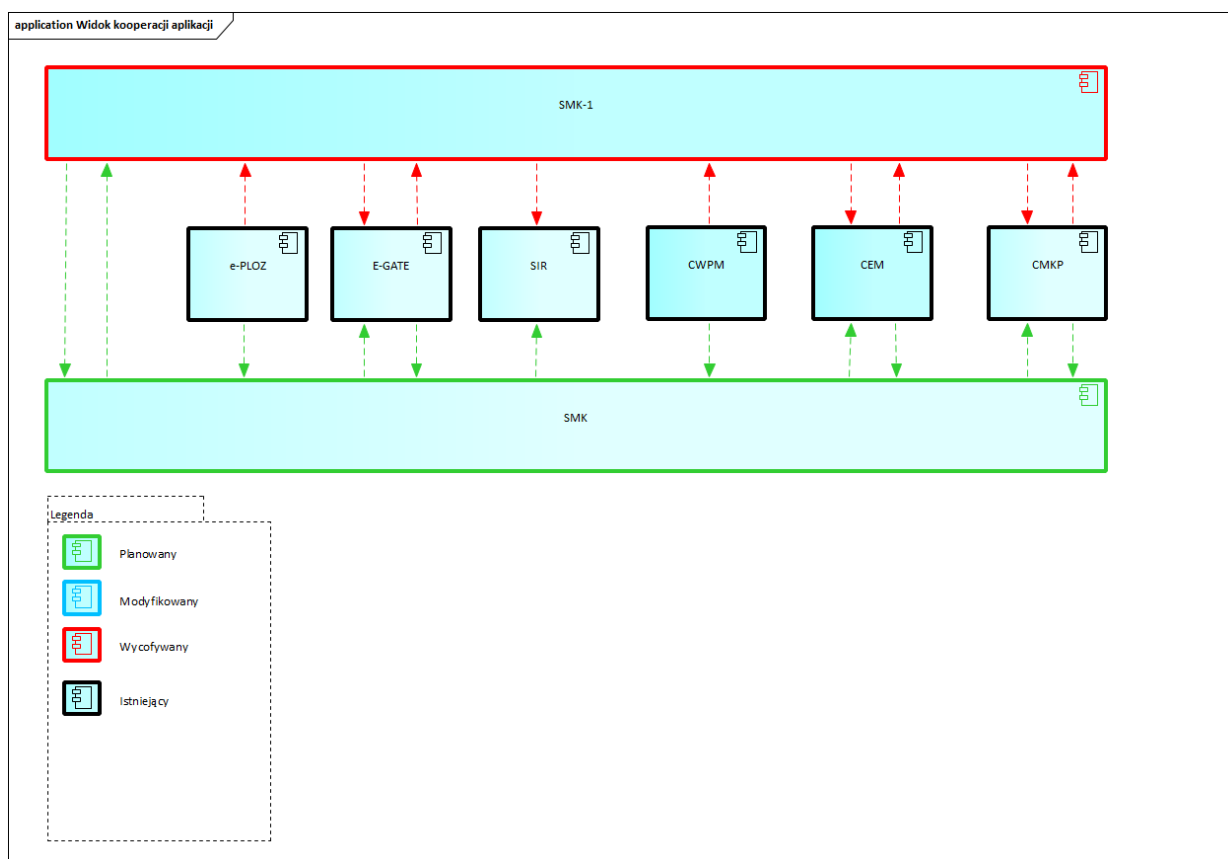 application Widok kooperacji aplikacji
SMK-1
e-PLOZ
E-GATE
SIR
CWPM
CEM
CMKP
SMK
Legenda
Planowany
Modyfikowany
Wycofywany
Istniejący